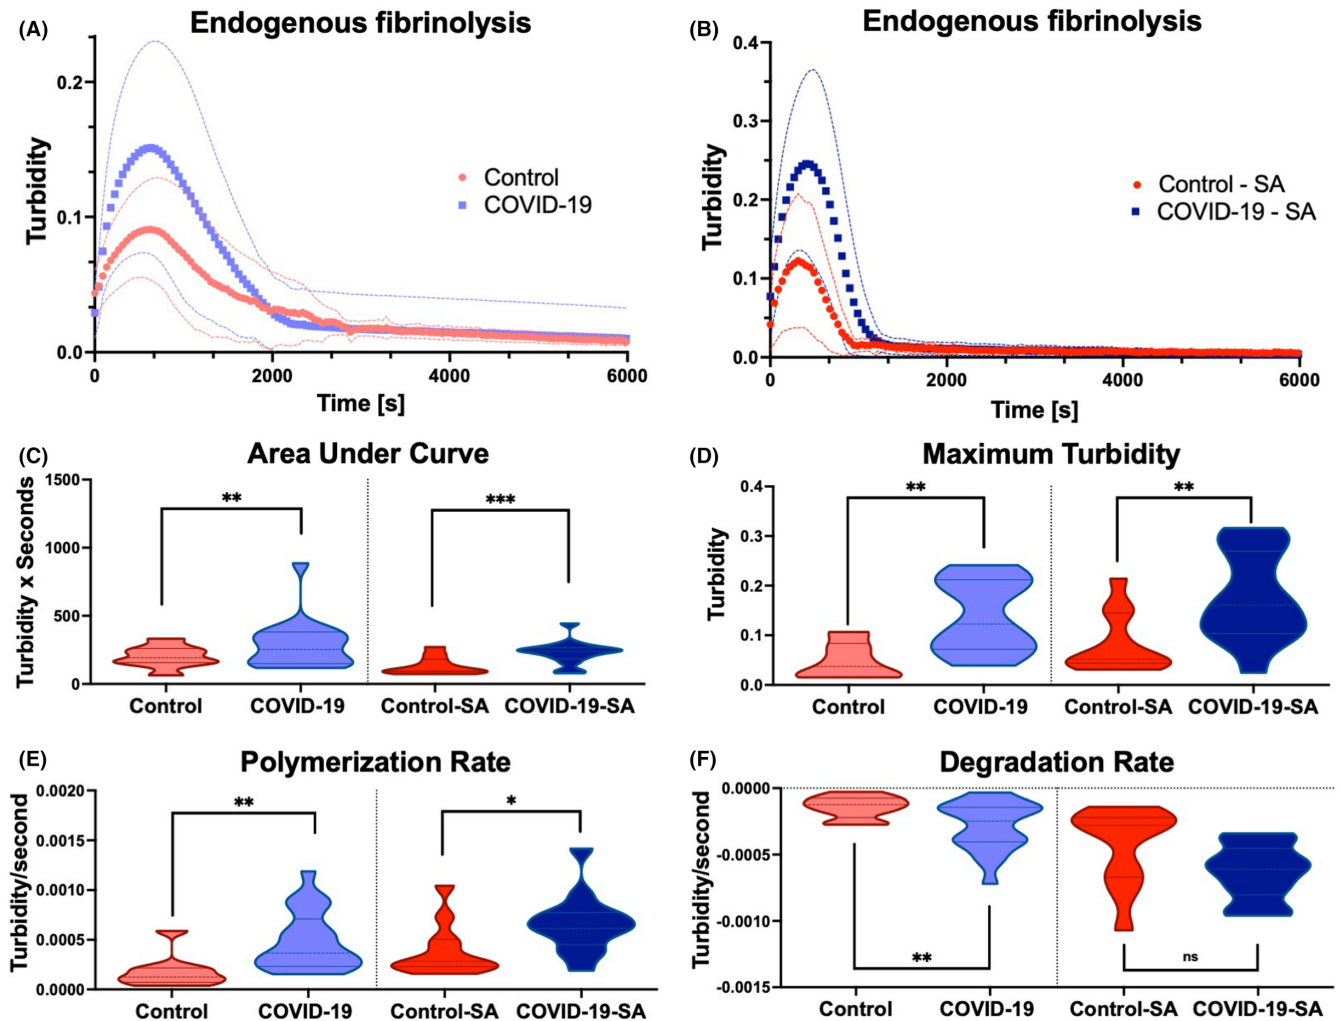 (A)
Endogenous fibrinolysis
Turbidity
0.2
0.1
0.0
0
2000
4000
6000
Time [s]
Control
COVID-19
(B)
Endogenous fibrinolysis
Turbidity
0.4
0.3
0.2
0.1
0.0
0
2000
4000
6000
Time [s]
Control - SA
COVID-19 - SA
(C)
Area Under Curve
Turbidity x Seconds
1500
1000
500
0
**
***
Control
COVID-19
Control-SA
COVID-19-SA
(D)
Maximum Turbidity
Turbidity
0.4
0.3
0.2
0.1
0.0
**
**
Control
COVID-19
Control-SA
COVID-19-SA
(E)
Polymerization Rate
Turbidity/second
0.0020
0.0015
0.0010
0.0005
0.0000
**
*
Control
COVID-19
Control-SA
COVID-19-SA
(F)
Degradation Rate
Turbidity/second
0.0000
-0.0005
-0.0010
-0.0015
**
ns
Control
COVID-19
Control-SA
COVID-19-SA